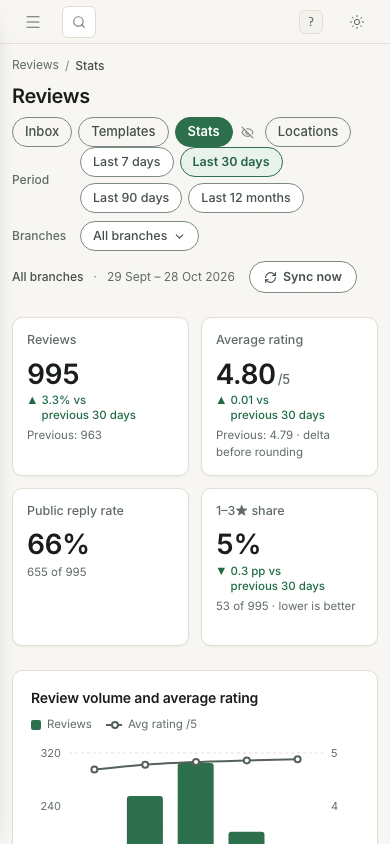 ?
Reviews / Stats
Reviews
Inbox Templates Stats Locations
Period
Last 7 days Last 30 days
Last 90 days Last 12 months
Branches All branches
All branches · 29 Sept – 28 Oct 2026 Sync now
Reviews
995
▲ 3.3% vs
previous 30 days
Previous: 963
Average rating
4.80 /5
▲ 0.01 vs
previous 30 days
Previous: 4.79 · delta
before rounding
Public reply rate
66%
655 of 995
1–3★ share
5%
▼ 0.3 pp vs
previous 30 days
53 of 995 · lower is better
Review volume and average rating
Reviews Avg rating /5
320 5
240 4